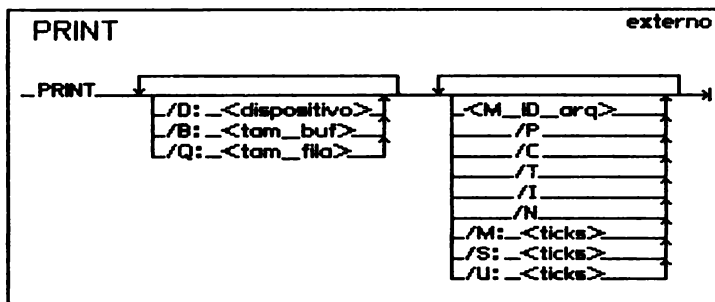 PRINT externo
PRINT
/D: <dispositivo>
/B: <tam_buf>
/Q: <tam_fila>
<M_ID_arq>
/P
/C
/T
/I
/N
/M: <ticks>
/S: <ticks>
/U: <ticks>